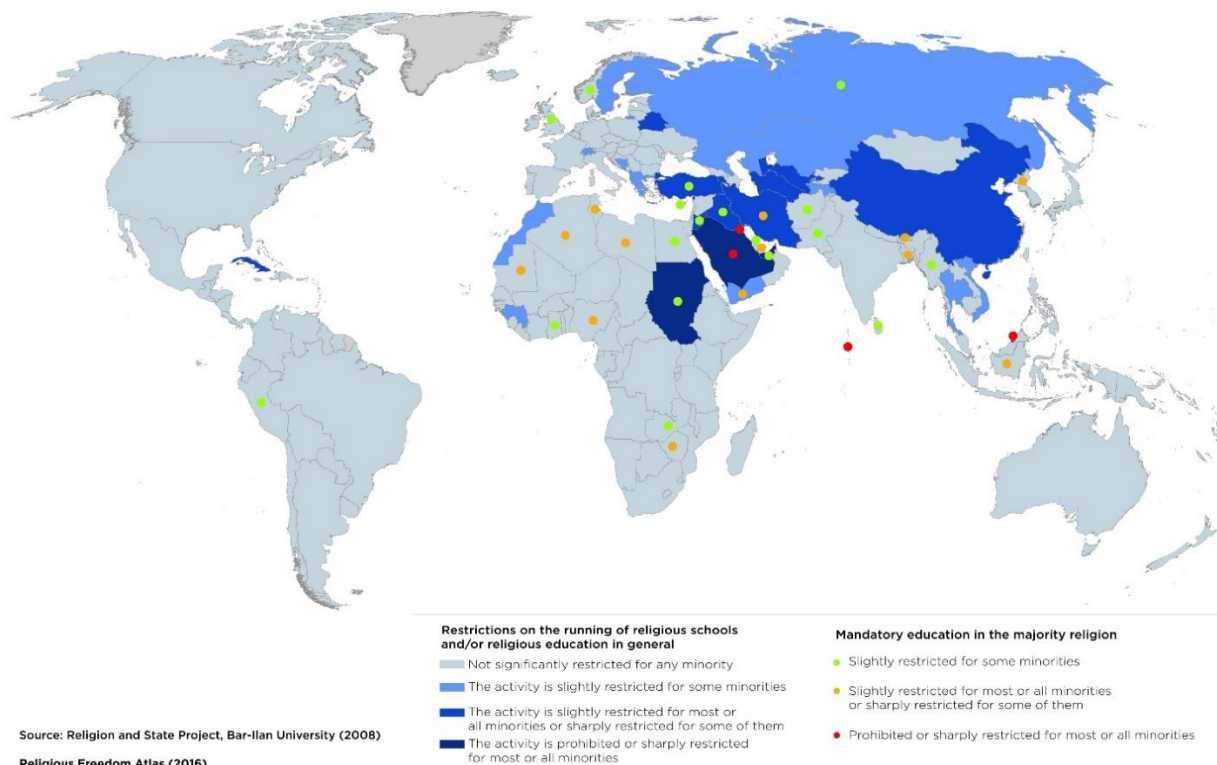 Restrictions on the running of religious schools
and/or religious education in general
Not significantly restricted for any minority
The activity is slightly restricted for some minorities
The activity is slightly restricted for most or
all minorities or sharply restricted for some of them
The activity is prohibited or sharply restricted
for most or all minorities
Mandatory education in the majority religion
Slightly restricted for some minorities
Slightly restricted for most or all minorities
or sharply restricted for some of them
Prohibited or sharply restricted for most or all minorities
Source: Religion and State Project, Bar-Ilan University (2008)
Religious Freedom Atlas (2016)